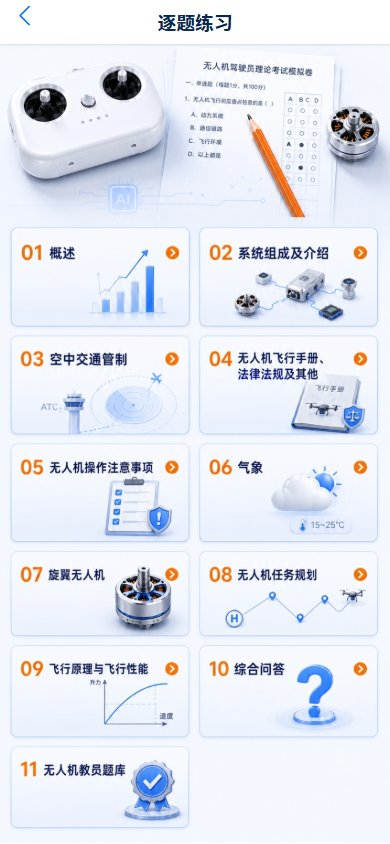 逐题练习
无人机驾驶员理论考试模拟卷
一、单选题（每题1分，共100分）
1、无人机飞行前应重点检查的是（ ）
A、动力系统
B、通信链路
C、飞行环境
D、以上都是
A B C D
AI
01 概述
02 系统组成及介绍
03 空中交通管制
ATC
04 无人机飞行手册、
法律法规及其他
飞行手册
05 无人机操作注意事项
06 气象
15~25°C
07 旋翼无人机
08 无人机任务规划
H
09 飞行原理与飞行性能
升力
速度
10 综合问答
11 无人机教员题库